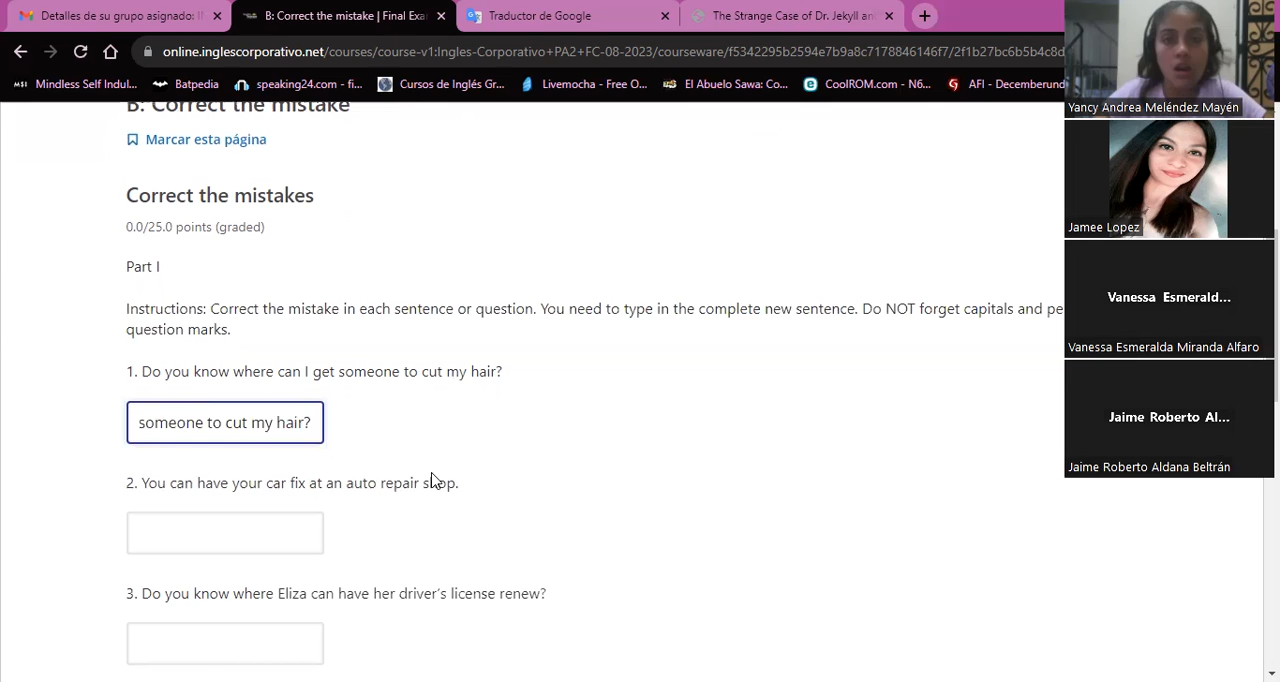 Detalles de su grupo asignado: I
B: Correct the mistake | Final Exa
Traductor de Google
The Strange Case of Dr. Jekyll an
online.inglescorporativo.net/courses/course-v1:Ingles-Corporativo+PA2+FC-08-2023/courseware/f5342295b2594e7b9a8c7178846146f7/2f1b27bc6b5b4c8d
Mindless Self Indul...
Batpedia
speaking24.com - fi...
Cursos de Inglés Gr...
Livemocha - Free O...
El Abuelo Sawa: Co...
CoolROM.com - N6...
AFI - Decemberund
B: Correct the mistake
Marcar esta página
Correct the mistakes
0.0/25.0 points (graded)
Part I
Instructions: Correct the mistake in each sentence or question. You need to type in the complete new sentence. Do NOT forget capitals and pe
question marks.
1. Do you know where can I get someone to cut my hair?
someone to cut my hair?
2. You can have your car fix at an auto repair shop.
3. Do you know where Eliza can have her driver's license renew?
Yancy Andrea Meléndez Mayén
Jamee Lopez
Vanessa Esmerald...
Vanessa Esmeralda Miranda Alfaro
Jaime Roberto Al...
Jaime Roberto Aldana Beltrán